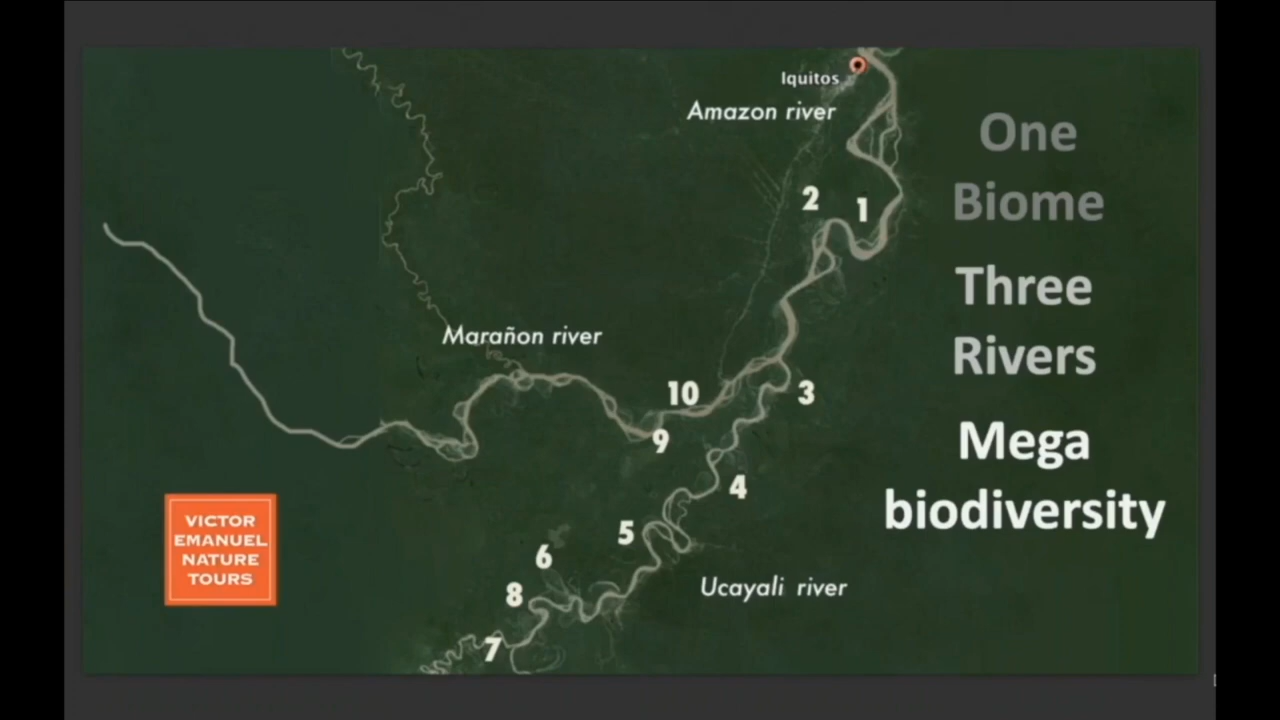 Iquitos
Amazon river
One
Biome
2
1
Three
Rivers
Marañon river
10
3
9
Mega
biodiversity
4
5
6
Ucayali river
8
7
VICTOR
EMANUEL
NATURE
TOURS